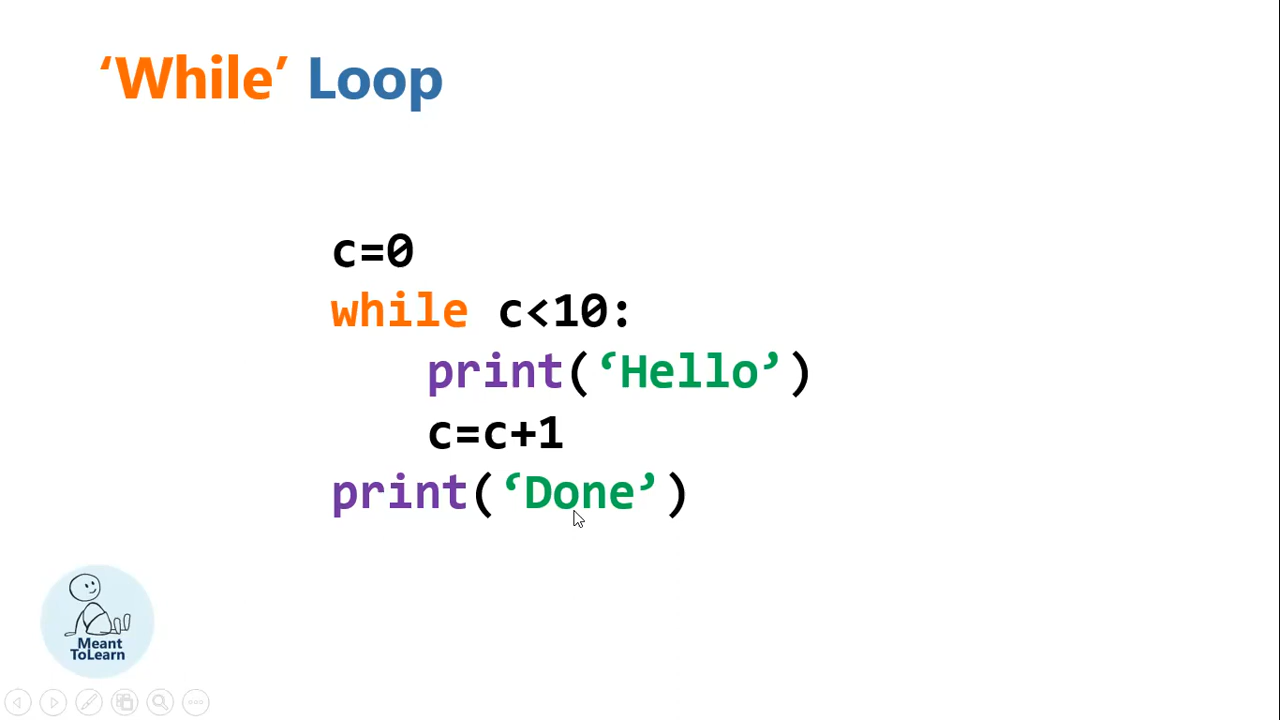 ‘While’ Loop
c=0
while c<10:
    print(‘Hello’)
    c=c+1
print(‘Done’)
Meant
ToLearn